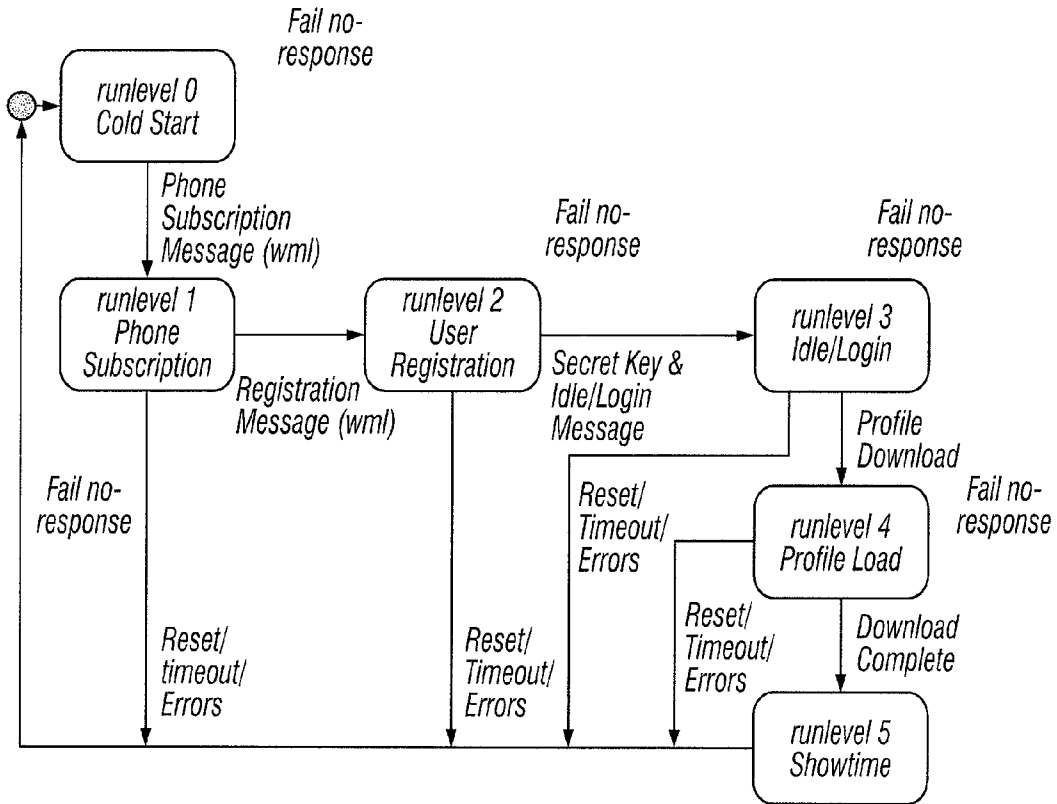 Fail no-
response
runlevel 0
Cold Start
Phone
Subscription
Message (wml)
Fail no-
response
Fail no-
response
runlevel 1
Phone
Subscription
runlevel 2
User
Registration
runlevel 3
Idle/Login
Registration
Message (wml)
Secret Key &
Idle/Login
Message
Profile
Download
Fail no-
response
Reset/
Timeout/
Errors
Fail no-
response
runlevel 4
Profile Load
Reset/
timeout/
Errors
Reset/
Timeout/
Errors
Reset/
Timeout/
Errors
Download
Complete
runlevel 5
Showtime